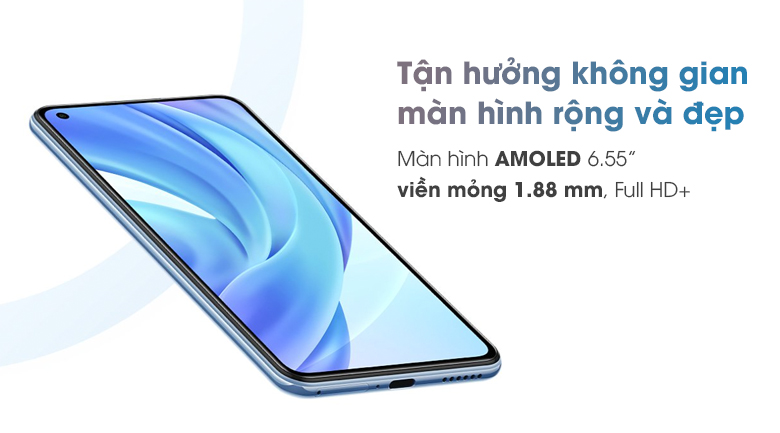 Tận hưởng không gian
màn hình rộng và đẹp
Màn hình AMOLED 6.55“
viền mỏng 1.88 mm, Full HD+